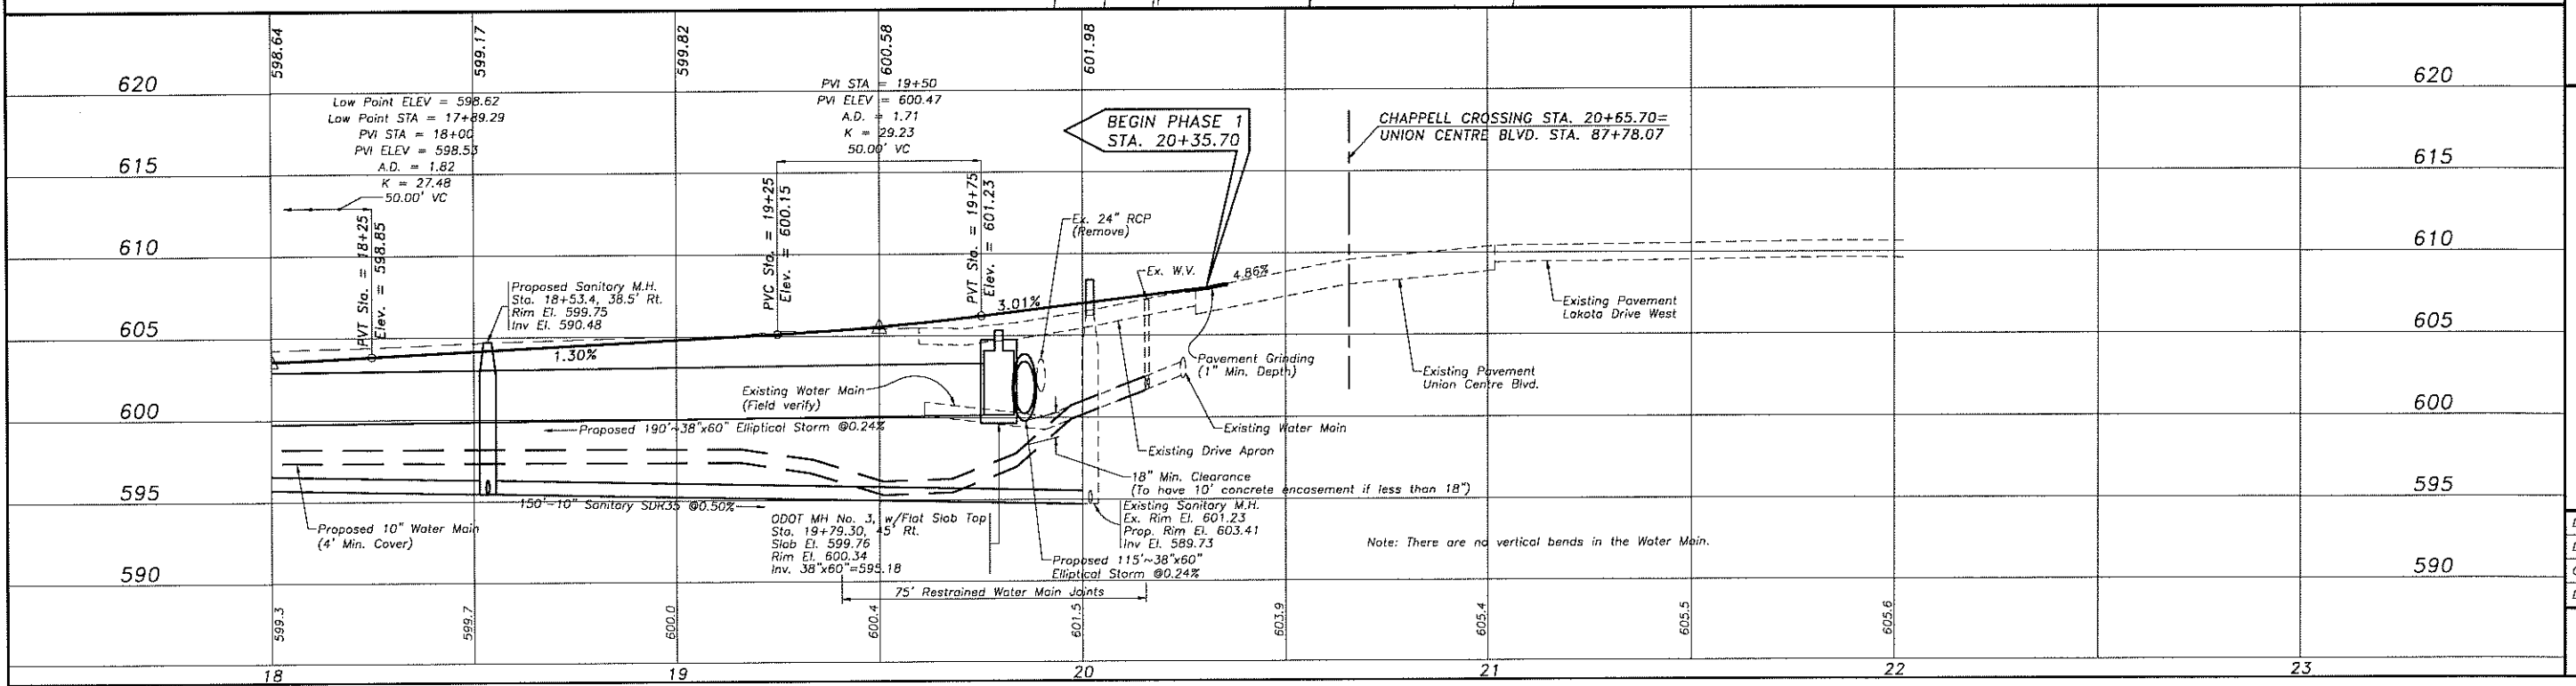 598.64
599.17
599.82
600.58
601.98
620
620
Low Point ELEV = 598.62
Low Point STA = 17+89.29
PVI STA = 18+00
PVI ELEV = 598.53
A.D. = 1.82
K = 27.48
50.00' VC
PVI STA = 19+50
PVI ELEV = 600.47
A.D. = 1.71
K = 29.23
50.00' VC
BEGIN PHASE 1
STA. 20+35.70
CHAPPELL CROSSING STA. 20+65.70=
UNION CENTRE BLVD. STA. 87+78.07
615
615
PVT Sta. = 18+25
Elev. = 598.85
PVC Sta. = 19+25
Elev. = 600.15
PVT Sta. = 19+75
Elev. = 601.23
Ex. 24" RCP
(Remove)
610
610
Ex. W.V.
4.86%
Proposed Sanitary M.H.
Sta. 18+53.4, 38.5' Rt.
Rim El. 599.75
Inv El. 590.48
3.01%
Existing Pavement
Lakota Drive West
605
605
1.30%
Pavement Grinding
(1" Min. Depth)
Existing Pavement
Union Centre Blvd.
Existing Water Main
(Field verify)
600
600
Proposed 190'~38"x60" Elliptical Storm @0.24%
Existing Water Main
Existing Drive Apron
18" Min. Clearance
(To have 10' concrete encasement if less than 18")
595
595
150'~10" Sanitary SDR35 @0.50%
Proposed 10" Water Main
(4' Min. Cover)
ODOT MH No. 3, w/Flat Slab Top
Sta. 19+79.30, 45' Rt.
Slab El. 599.76
Rim El. 600.34
Inv. 38"x60"=595.18
Existing Sanitary M.H.
Ex. Rim El. 601.23
Prop. Rim El. 603.41
Inv El. 589.73
Note: There are no vertical bends in the Water Main.
Proposed 115'~38"x60"
Elliptical Storm @0.24%
590
590
75' Restrained Water Main Joints
599.3
599.7
600.0
600.4
601.5
603.9
605.4
605.5
605.6
18
19
20
21
22
23